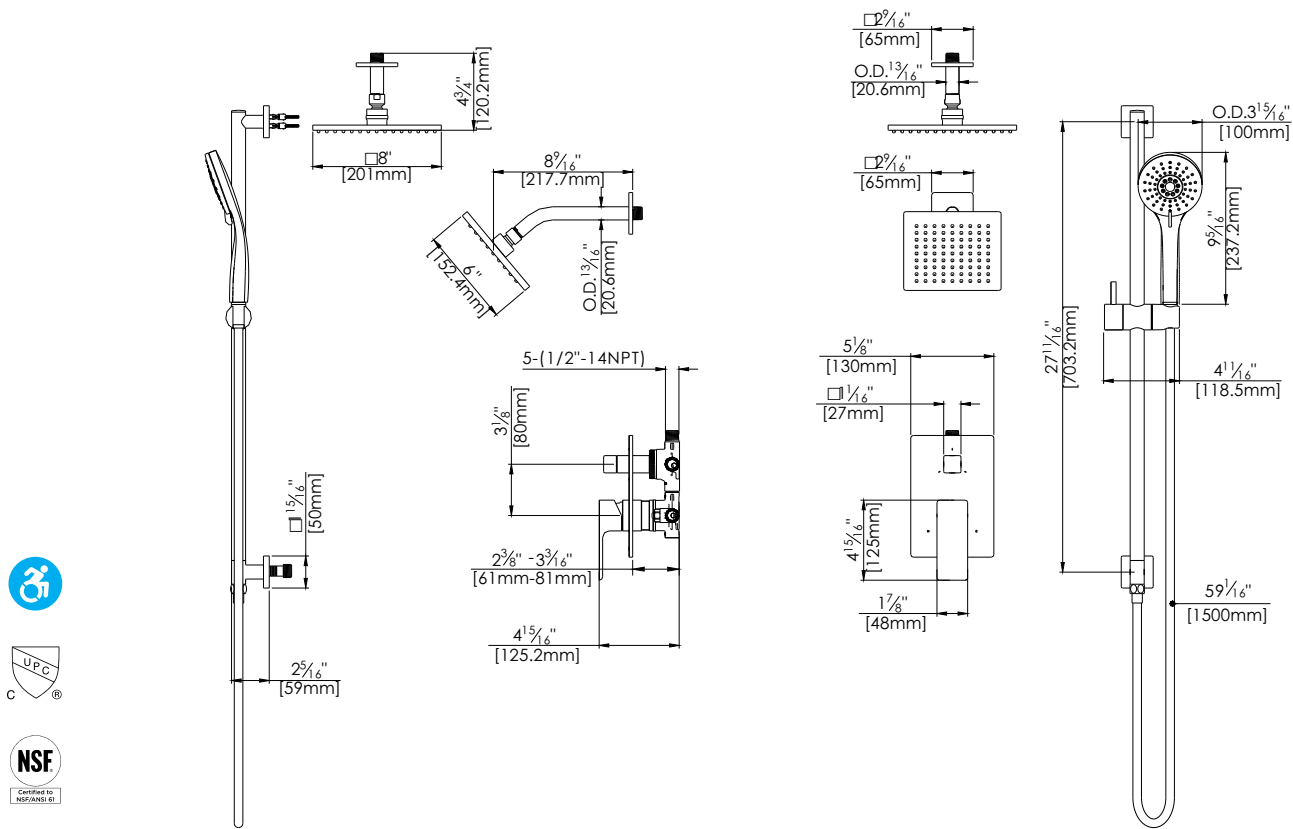 4¾"
[120.2mm]
□8"
[201mm]
8⁹⁄₁₆"
[217.7mm]
6"
[152.4mm]
O.D.¹³⁄₁₆"
[20.6mm]
5-(1/2"-14NPT)
3⅛"
[80mm]
2⅜" -3³⁄₁₆"
[61mm-81mm]
4¹⁵⁄₁₆"
[125.2mm]
□¹⁵⁄₁₆"
[50mm]
2⁵⁄₁₆"
[59mm]
□2⁹⁄₁₆"
[65mm]
O.D.¹³⁄₁₆"
[20.6mm]
□2⁹⁄₁₆"
[65mm]
5⅛"
[130mm]
□1¹⁄₁₆"
[27mm]
4¹⁵⁄₁₆"
[125mm]
1⅞"
[48mm]
O.D.3¹⁵⁄₁₆"
[100mm]
9⁵⁄₁₆"
[237.2mm]
27¹¹⁄₁₆"
[703.2mm]
4¹¹⁄₁₆"
[118.5mm]
59¹⁄₁₆"
[1500mm]
UPC
C ®
NSF
Certified to
NSF/ANSI 61